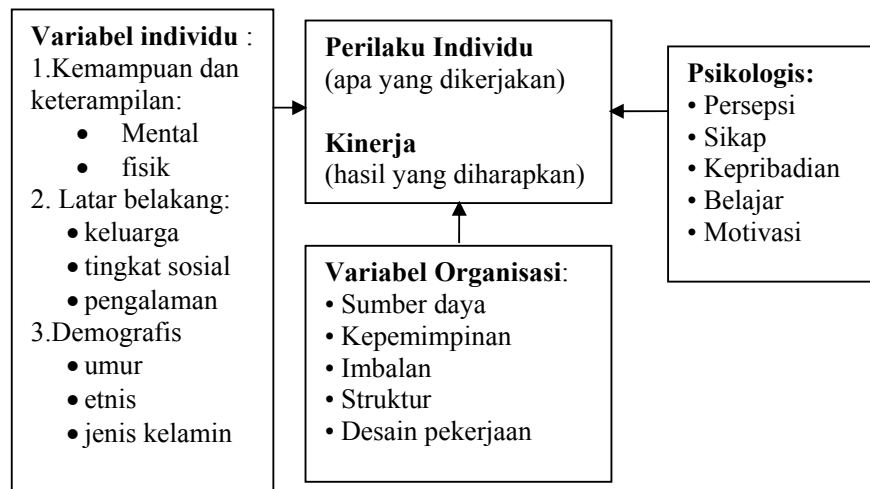 Variabel individu :
1.Kemampuan dan
keterampilan:
• Mental
• fisik
2. Latar belakang:
• keluarga
• tingkat sosial
• pengalaman
3.Demografis
• umur
• etnis
• jenis kelamin
Perilaku Individu
(apa yang dikerjakan)
Kinerja
(hasil yang diharapkan)
Variabel Organisasi:
• Sumber daya
• Kepemimpinan
• Imbalan
• Struktur
• Desain pekerjaan
Psikologis:
• Persepsi
• Sikap
• Kepribadian
• Belajar
• Motivasi